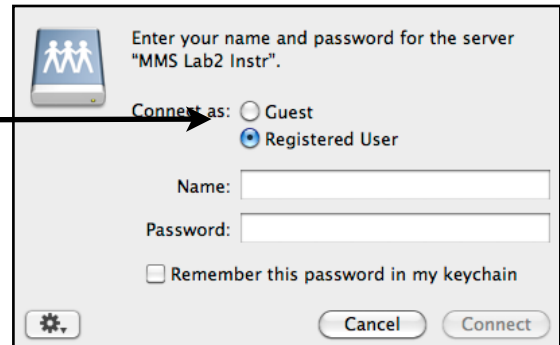 Enter your name and password for the server
“MMS Lab2 Instr”.
Connect as: Guest
Registered User
Name:
Password:
Remember this password in my keychain
Cancel Connect